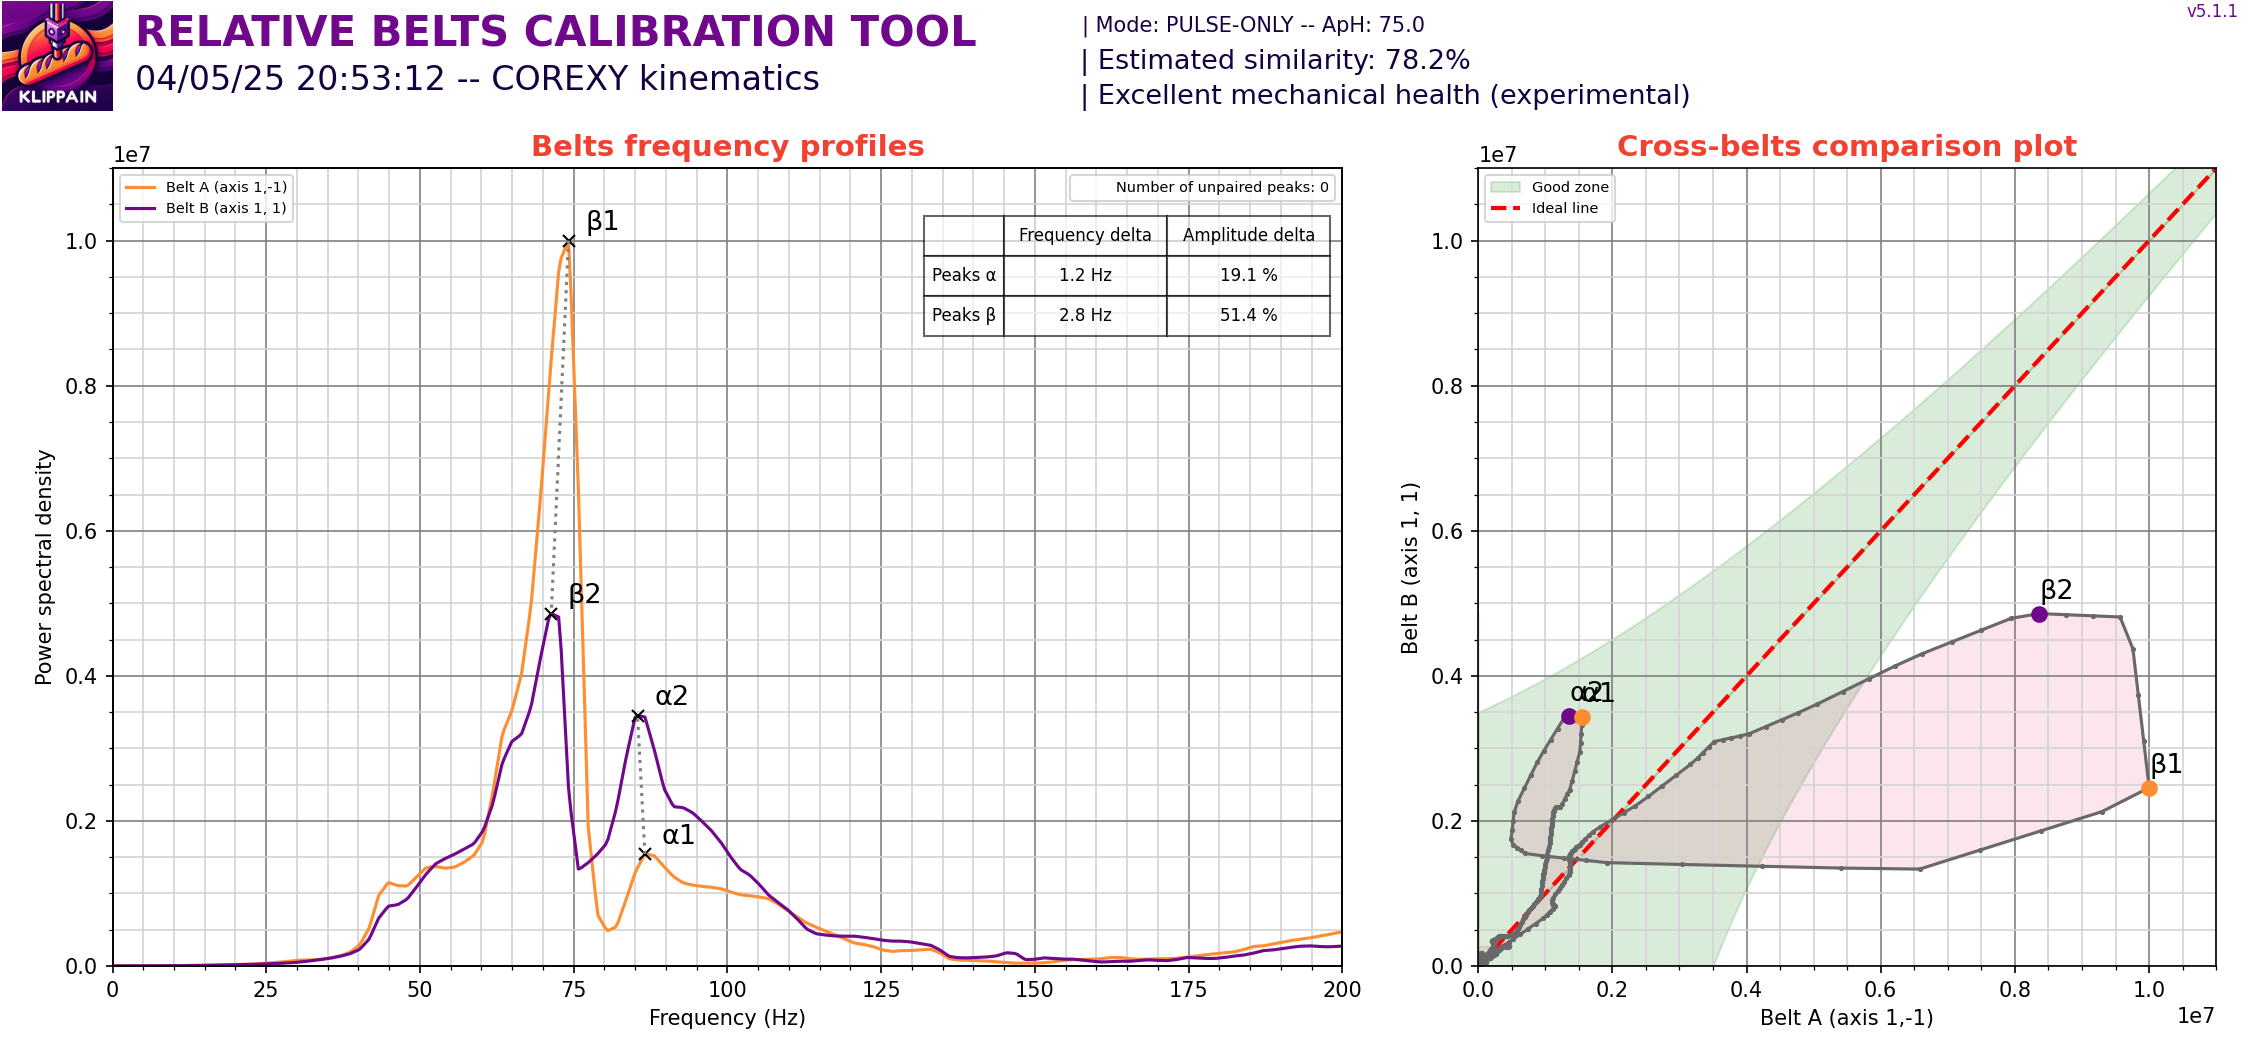 KLIPPAIN
RELATIVE BELTS CALIBRATION TOOL
04/05/25 20:53:12 -- COREXY kinematics
| Mode: PULSE-ONLY -- ApH: 75.0
| Estimated similarity: 78.2%
| Excellent mechanical health (experimental)
v5.1.1
Belts frequency profiles
1e7
Belt A (axis 1,-1)
Belt B (axis 1, 1)
Number of unpaired peaks: 0
Frequency delta Amplitude delta
Peaks α 1.2 Hz 19.1 %
Peaks β 2.8 Hz 51.4 %
β1
β2
α2
α1
Power spectral density
1.0
0.8
0.6
0.4
0.2
0.0
0 25 50 75 100 125 150 175 200
Frequency (Hz)
Cross-belts comparison plot
1e7
Good zone
Ideal line
β2
α2
α1
β1
Belt B (axis 1, 1)
1.0
0.8
0.6
0.4
0.2
0.0
0.0 0.2 0.4 0.6 0.8 1.0
1e7
Belt A (axis 1,-1)